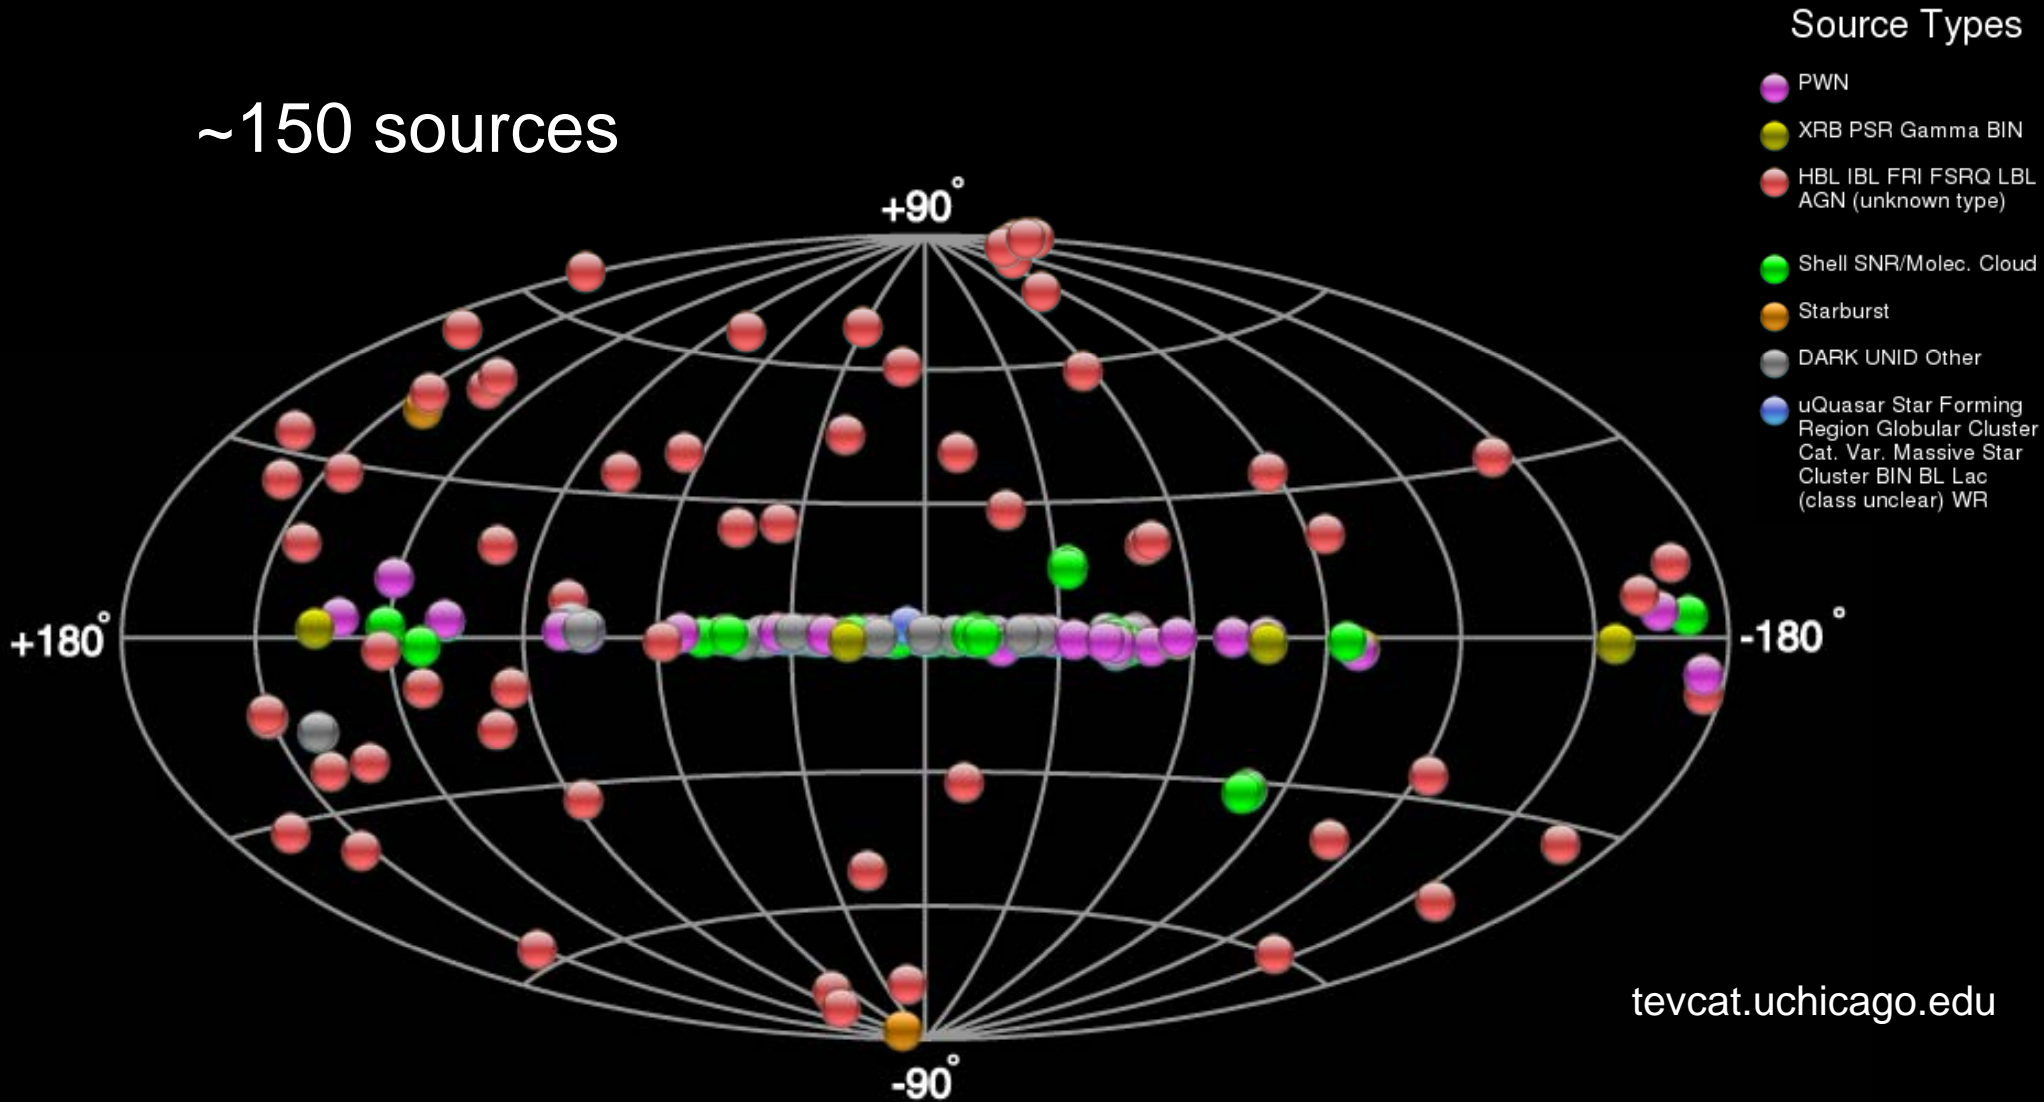 Source Types
PWN
XRB PSR Gamma BIN
HBL IBL FRI FSRQ LBL
AGN (unknown type)
Shell SNR/Molec. Cloud
Starburst
DARK UNID Other
uQuasar Star Forming
Region Globular Cluster
Cat. Var. Massive Star
Cluster BIN BL Lac
(class unclear) WR
~150 sources
+90°
+180°
-180°
-90°
tevcat.uchicago.edu